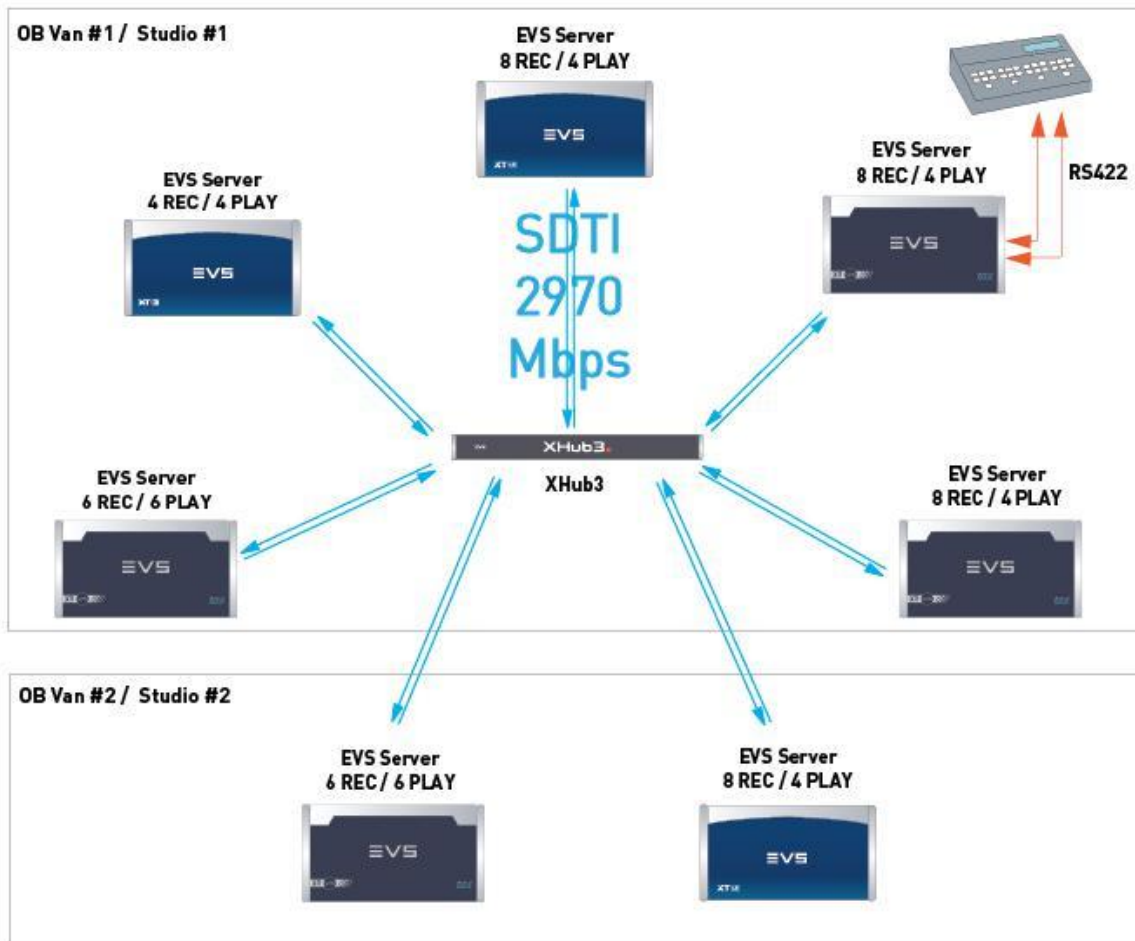 OB Van #1 / Studio #1
EVS Server
8 REC / 4 PLAY
EVS
EVS Server
8 REC / 4 PLAY
EVS
RS422
EVS Server
4 REC / 4 PLAY
EVS
XT3
SDTI
2970
Mbps
XHub3.
XHub3
EVS Server
6 REC / 6 PLAY
EVS
EVS Server
8 REC / 4 PLAY
EVS
OB Van #2 / Studio #2
EVS Server
6 REC / 6 PLAY
EVS
EVS Server
8 REC / 4 PLAY
EVS